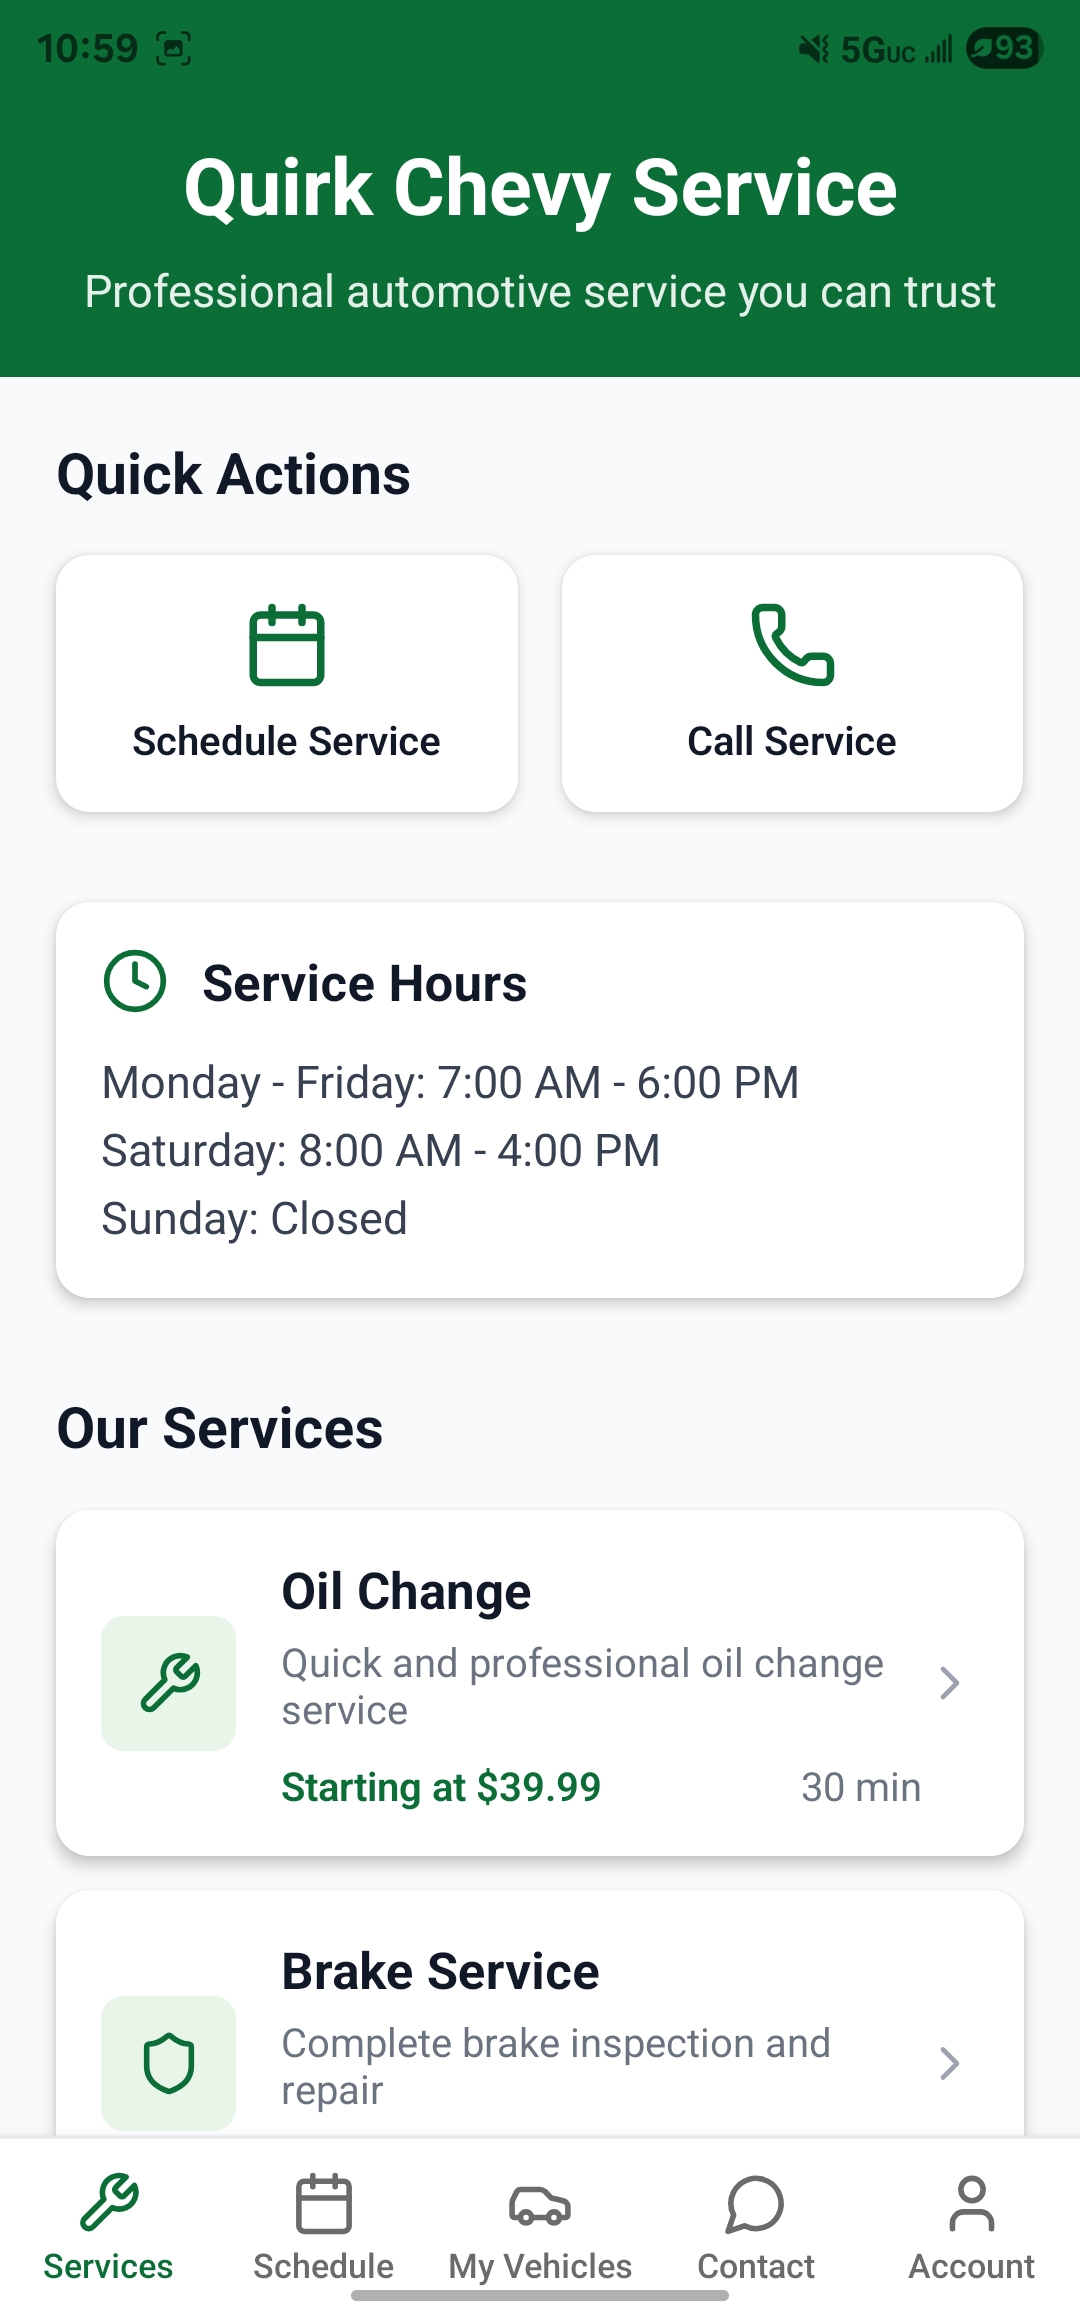 10:59
5GUC
93
Quirk Chevy Service
Professional automotive service you can trust
Quick Actions
Schedule Service
Call Service
Service Hours
Monday - Friday: 7:00 AM - 6:00 PM
Saturday: 8:00 AM - 4:00 PM
Sunday: Closed
Our Services
Oil Change
Quick and professional oil change
service
Starting at $39.99
30 min
Brake Service
Complete brake inspection and
repair
Services
Schedule
My Vehicles
Contact
Account